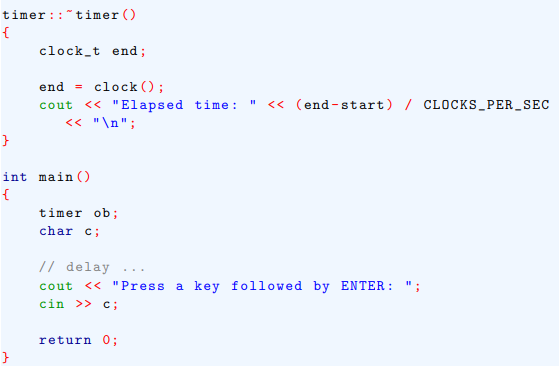 timer::~timer()
{
    clock_t end;

    end = clock();
    cout << "Elapsed time: " << (end-start) / CLOCKS_PER_SEC
       << "\n";
}

int main()
{
    timer ob;
    char c;

    // delay ...
    cout << "Press a key followed by ENTER: ";
    cin >> c;

    return 0;
}